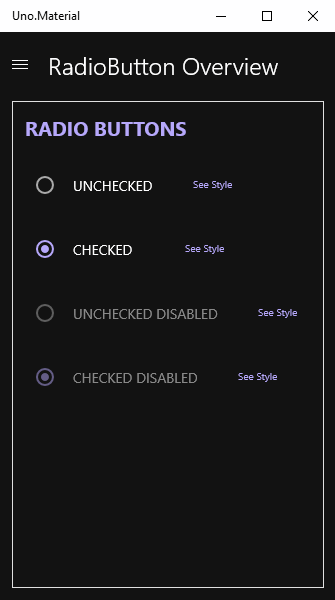 Uno.Material
RadioButton Overview
RADIO BUTTONS
UNCHECKED See Style
CHECKED See Style
UNCHECKED DISABLED See Style
CHECKED DISABLED See Style